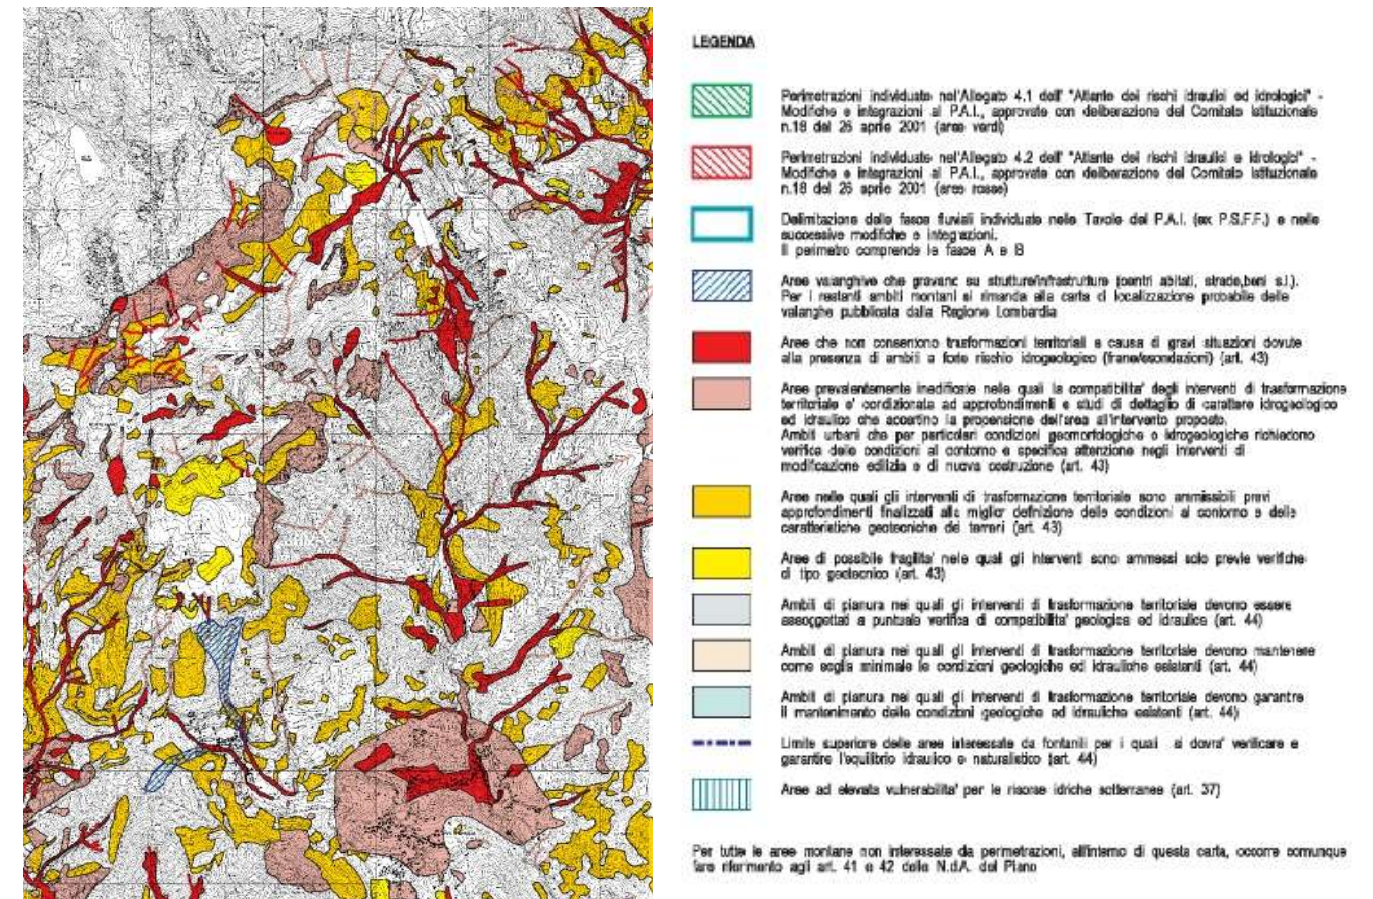 LEGENDA
Perimetrazioni individuate nell'Allegato 4.1 dell' "Atlante dei rischi idraulici ed idrologici" -
Modifiche e integrazioni al P.A.I., approvate con deliberazione del Comitato Istituzionale
n.18 del 26 aprile 2001 (aree verdi)
Perimetrazioni individuate nell'Allegato 4.2 dell' "Atlante dei rischi idraulici e idrologici" -
Modifiche e integrazioni al P.A.I., approvate con deliberazione del Comitato Istituzionale
n.18 del 26 aprile 2001 (aree rosse)
Delimitazione delle fasce fluviali individuate nelle Tavole del P.A.I. (ex P.S.F.F.) e nelle
successive modifiche e integrazioni.
Il perimetro comprende le fasce A e B
Aree valanghive che gravano su strutture/infrastrutture (centri abitati, strade,beni s.l.).
Per i restanti ambiti montani si rimanda alla carta di localizzazione probabile delle
valanghe pubblicata dalla Regione Lombardia
Aree che non consentono trasformazioni territoriali a causa di gravi situazioni dovute
alla presenza di ambiti a forte rischio idrogeologico (frane/esondazioni) (art. 43)
Aree prevalentemente inedificate nelle quali la compatibilita' degli interventi di trasformazione
territoriale e' condizionata ad approfondimenti e studi di dettaglio di carattere idrogeologico
ed idraulico che accertino la propensione dell'area all'intervento proposto.
Ambiti urbani che per particolari condizioni geomorfologiche o idrogeologiche richiedono
verifica delle condizioni al contorno e specifica attenzione negli interventi di
modificazione edilizia e di nuova costruzione (art. 43)
Aree nelle quali gli interventi di trasformazione territoriale sono ammissibili previ
approfondimenti finalizzati alla miglior definizione delle condizioni al contorno e delle
caratteristiche geotecniche dei terreni (art. 43)
Aree di possibile fragilita' nelle quali gli interventi sono ammessi solo previe verifiche
di tipo geotecnico (art. 43)
Ambiti di pianura nei quali gli interventi di trasformazione territoriale devono essere
assoggettati a puntuale verifica di compatibilita' geologica ed idraulica (art. 44)
Ambiti di pianura nei quali gli interventi di trasformazione territoriale devono mantenere
come soglia minimale le condizioni geologiche ed idrauliche esistenti (art. 44)
Ambiti di pianura nei quali gli interventi di trasformazione territoriale devono garantire
il mantenimento delle condizioni geologiche ed idrauliche esistenti (art. 44)
Limite superiore delle aree interessate da fontanili per i quali si dovra' verificare e
garantire l'equilibrio idraulico e naturalistico (art. 44)
Aree ad elevata vulnerabilita' per le risorse idriche sotterranee (art. 37)
Per tutte le aree montane non interessate da perimetrazioni, all'interno di questa carta, occorre comunque
fare riferimento agli art. 41 e 42 delle N.d.A. del Piano